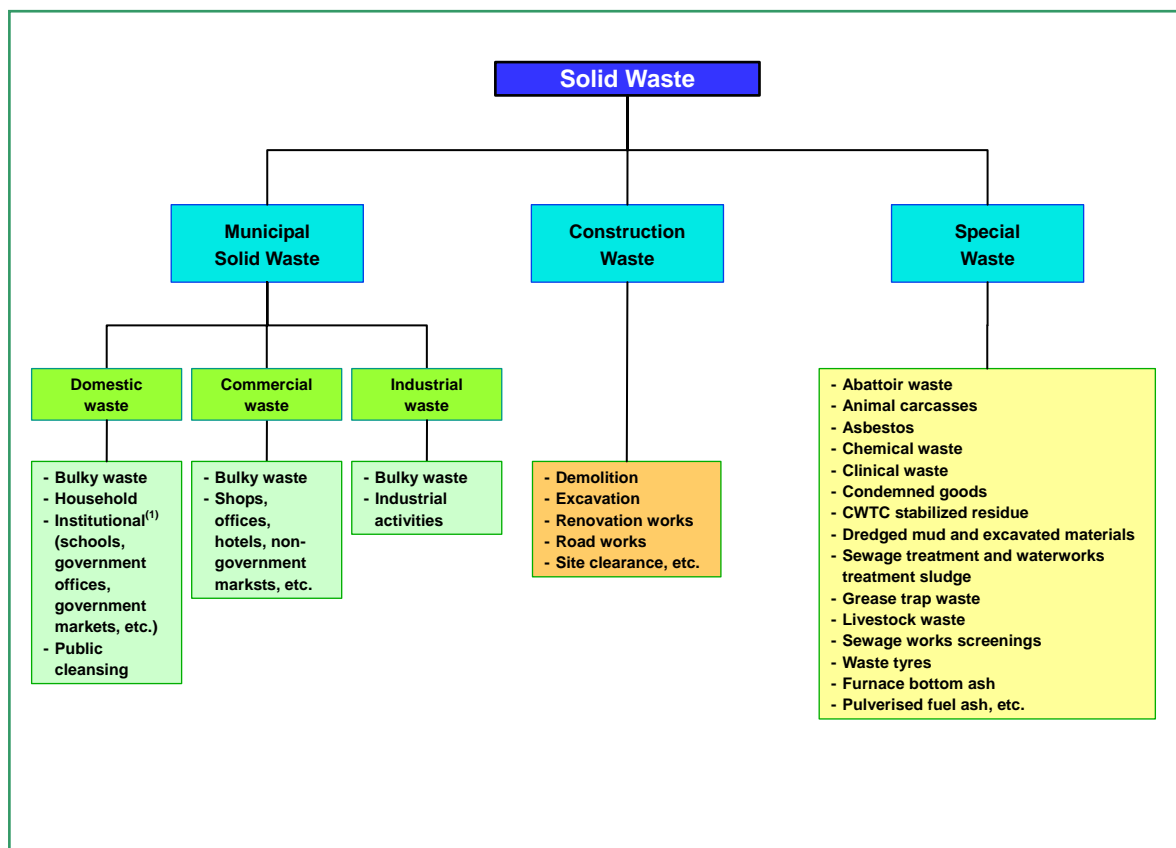 Solid Waste
Municipal
Solid Waste
Construction
Waste
Special
Waste
Domestic
waste
Commercial
waste
Industrial
waste
- Bulky waste
- Household
- Institutional(1)
(schools,
government
offices,
government
markets, etc.)
- Public
cleansing
- Bulky waste
- Shops,
offices,
hotels, non-
government
marksts, etc.
- Bulky waste
- Industrial
activities
- Demolition
- Excavation
- Renovation works
- Road works
- Site clearance, etc.
- Abattoir waste
- Animal carcasses
- Asbestos
- Chemical waste
- Clinical waste
- Condemned goods
- CWTC stabilized residue
- Dredged mud and excavated materials
- Sewage treatment and waterworks
treatment sludge
- Grease trap waste
- Livestock waste
- Sewage works screenings
- Waste tyres
- Furnace bottom ash
- Pulverised fuel ash, etc.